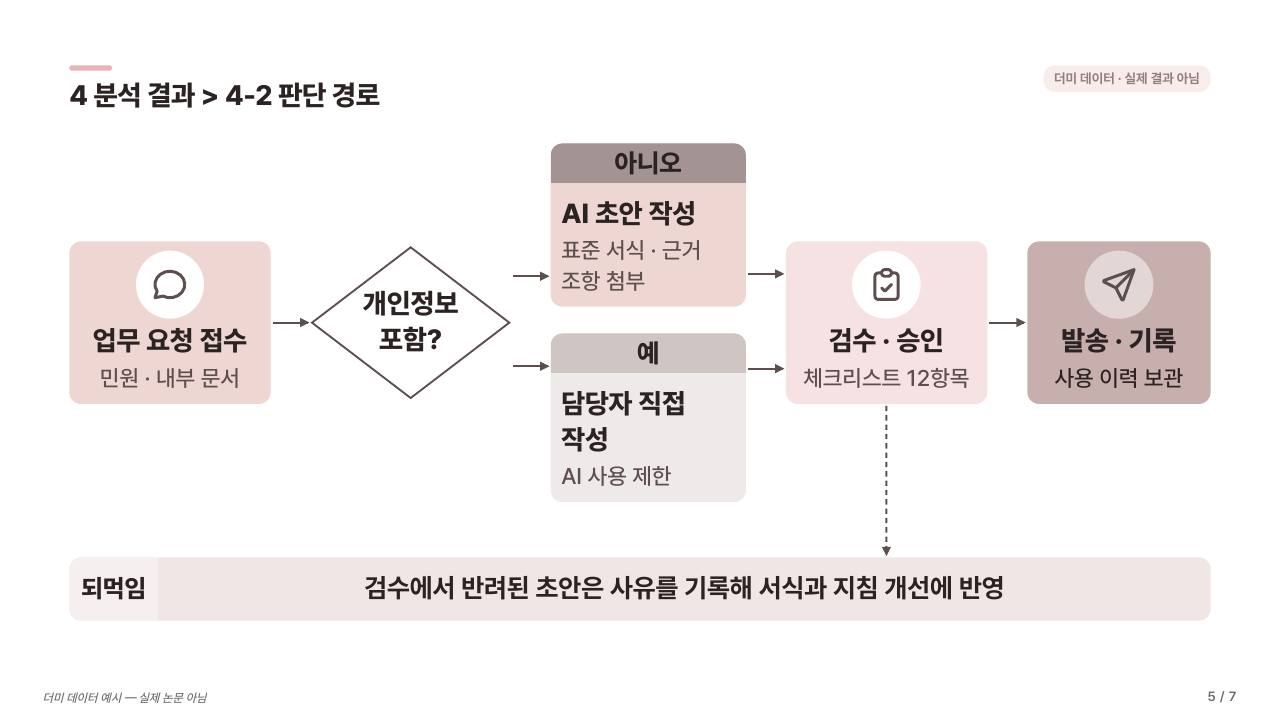 4 분석 결과 > 4-2 판단 경로
더미 데이터 · 실제 결과 아님
업무 요청 접수
민원 · 내부 문서
개인정보
포함?
아니오
AI 초안 작성
표준 서식 · 근거
조항 첨부
예
담당자 직접
작성
AI 사용 제한
검수 · 승인
체크리스트 12항목
발송 · 기록
사용 이력 보관
되먹임
검수에서 반려된 초안은 사유를 기록해 서식과 지침 개선에 반영
더미 데이터 예시 — 실제 논문 아님
5 / 7